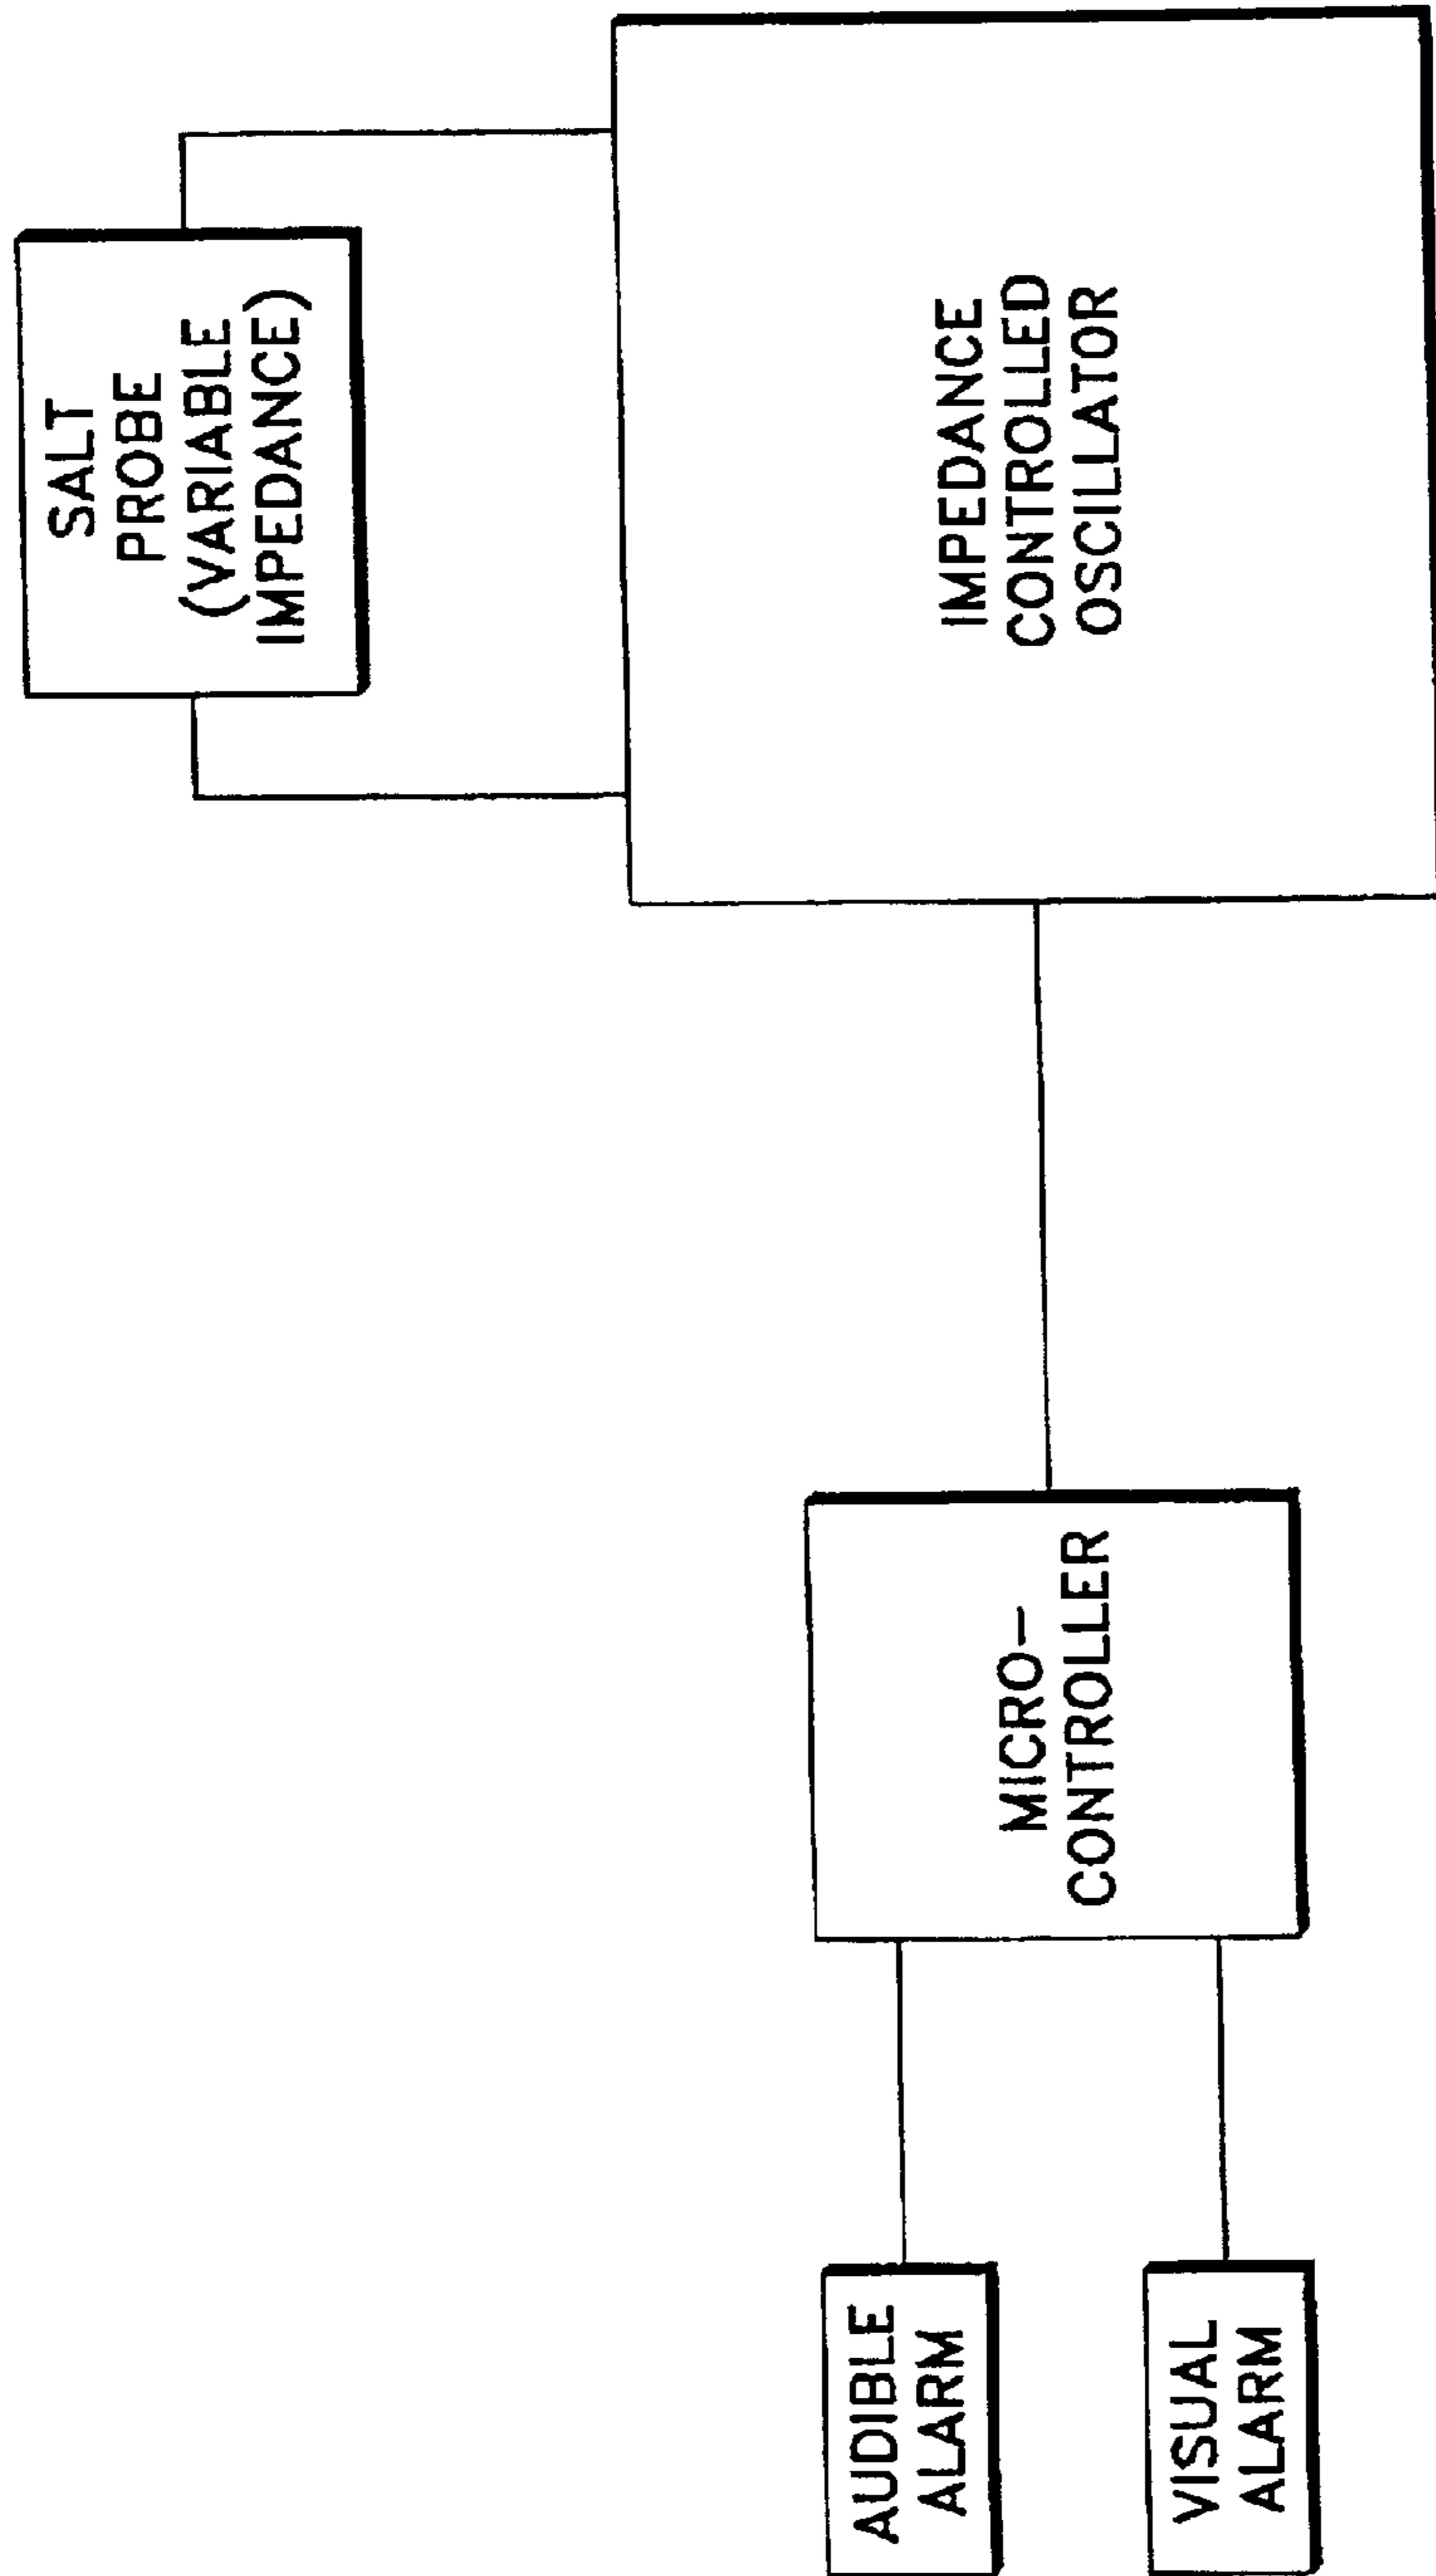 SALT
PROBE
(VARIABLE
IMPEDANCE)
IMPEDANCE
CONTROLLED
OSCILLATOR
MICRO-
CONTROLLER
AUDIBLE
ALARM
VISUAL
ALARM